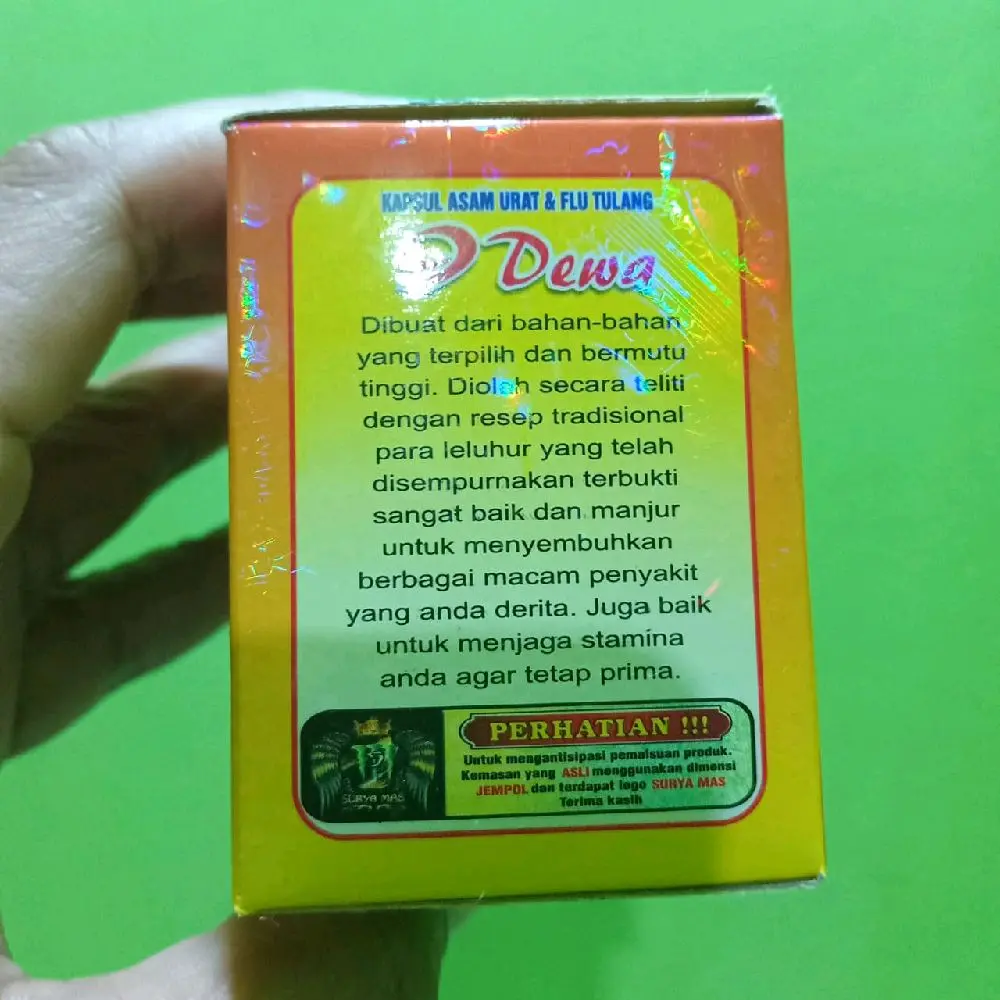 KAPSUL ASAM URAT & FLU TULANG
Dewa
Dibuat dari bahan-bahan
yang terpilih dan bermutu
tinggi. Diolah secara teliti
dengan resep tradisional
para leluhur yang telah
disempurnakan terbukti
sangat baik dan manjur
untuk menyembuhkan
berbagai macam penyakit
yang anda derita. Juga baik
untuk menjaga stamina
anda agar tetap prima.
PERHATIAN !!!
Untuk mengantisipasi pemalsuan produk.
Kemasan yang ASLI menggunakan dimensi
JEMPOL dan terdapat logo SURYA MAS
Terima kasih
SURYA MAS